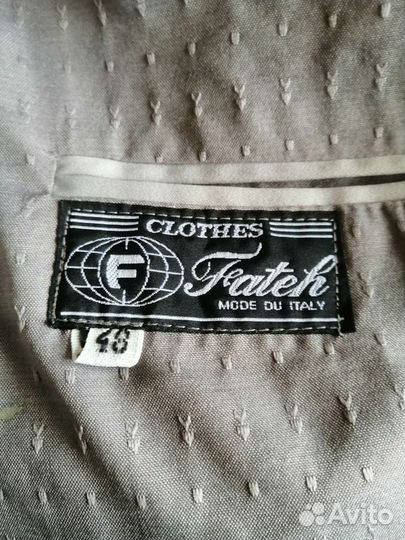 CLOTHES
F
Fateh
MODE DU ITALY
48
Avito